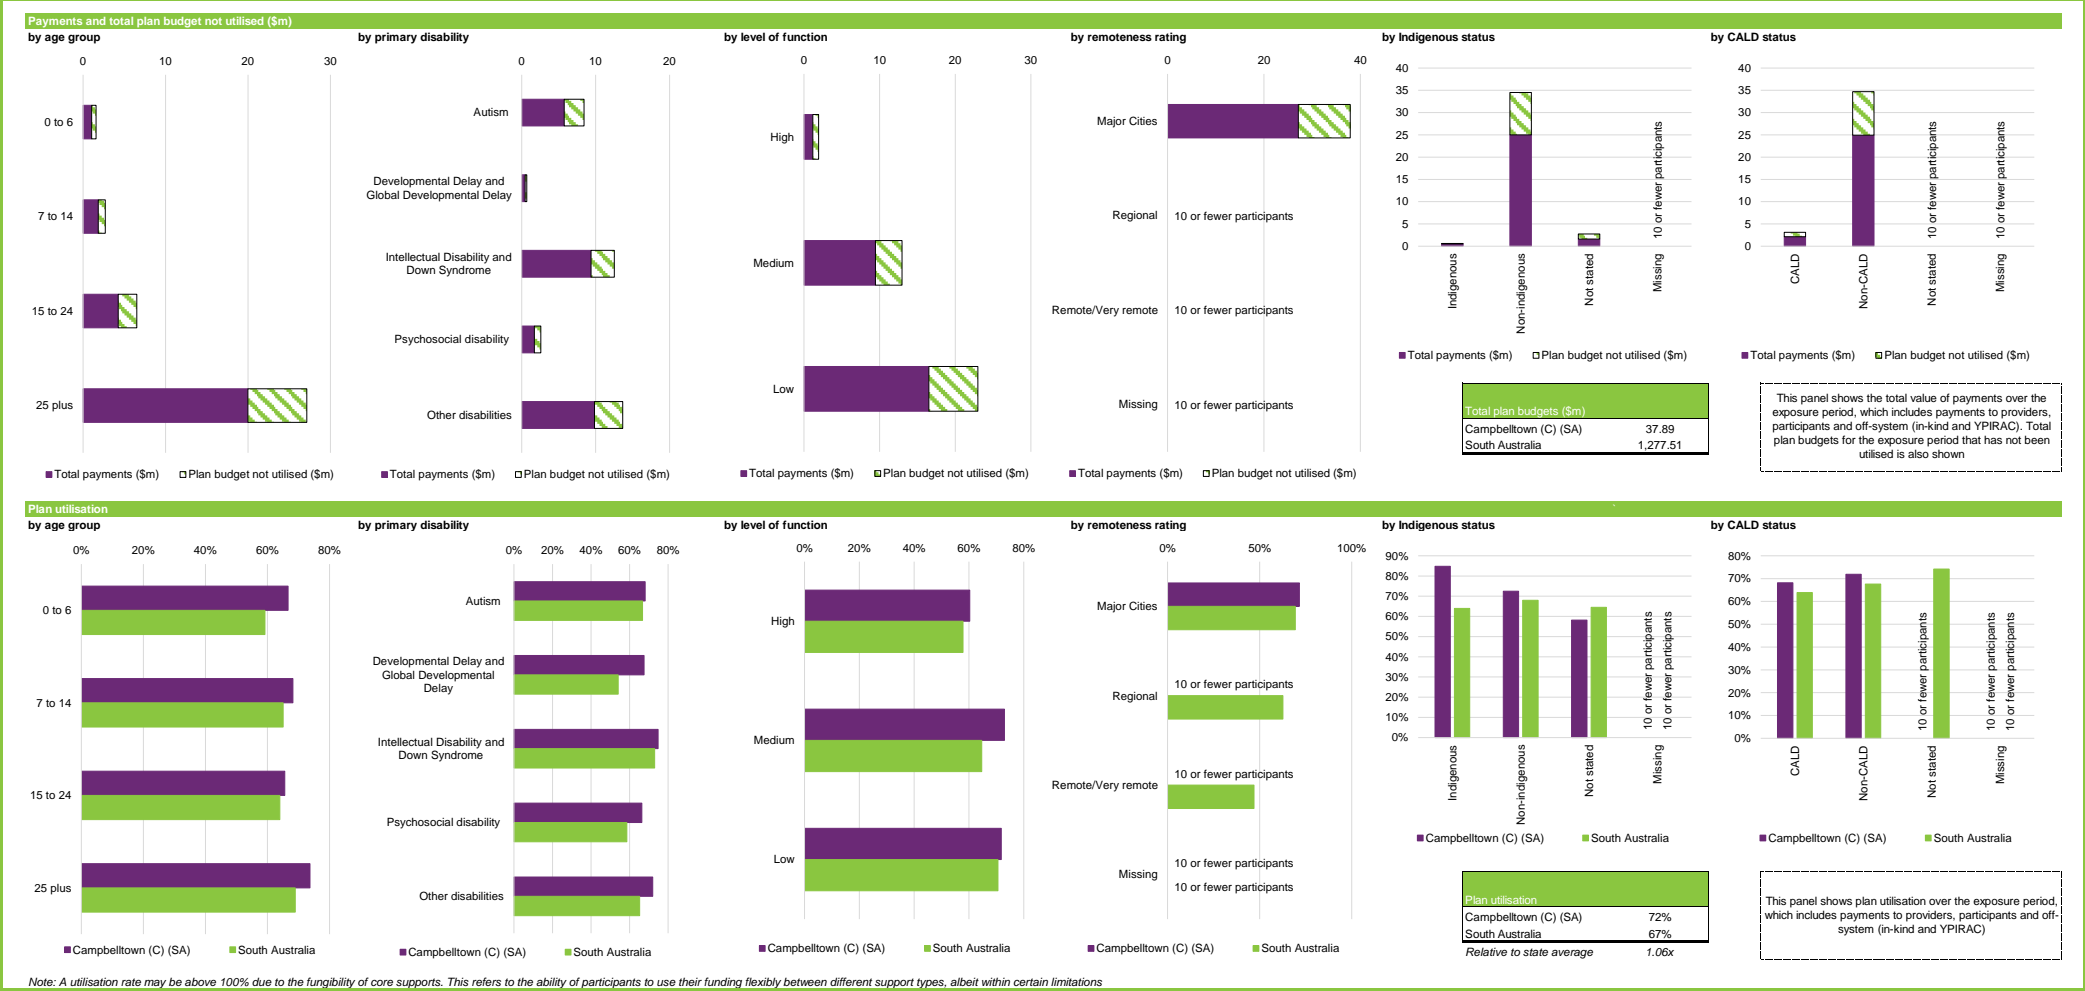 Payments and total plan budget not utilised ($m)
by age group
0 10 20 30
0 to 6
7 to 14
15 to 24
25 plus
Total payments ($m) Plan budget not utilised ($m)
by primary disability
0 10 20
Autism
Developmental Delay and
Global Developmental Delay
Intellectual Disability and
Down Syndrome
Psychosocial disability
Other disabilities
Total payments ($m) Plan budget not utilised ($m)
by level of function
0 10 20 30
High
Medium
Low
Total payments ($m) Plan budget not utilised ($m)
by remoteness rating
0 20 40
Major Cities
Regional 10 or fewer participants
Remote/Very remote 10 or fewer participants
Missing 10 or fewer participants
Total payments ($m) Plan budget not utilised ($m)
by Indigenous status
40
35
30
25
20
15
10
5
0
10 or fewer participants
Indigenous
Non-indigenous
Not stated
Missing
Total payments ($m) Plan budget not utilised ($m)
by CALD status
40
35
30
25
20
15
10
5
0
10 or fewer participants
10 or fewer participants
CALD
Non-CALD
Not stated
Missing
Total payments ($m) Plan budget not utilised ($m)
Total plan budgets ($m)
Campbelltown (C) (SA) 37.89
South Australia 1,277.51
This panel shows the total value of payments over the
exposure period, which includes payments to providers,
participants and off-system (in-kind and YPIRAC). Total
plan budgets for the exposure period that has not been
utilised is also shown
Plan utilisation
by age group
0% 20% 40% 60% 80%
0 to 6
7 to 14
15 to 24
25 plus
Campbelltown (C) (SA) South Australia
by primary disability
0% 20% 40% 60% 80%
Autism
Developmental Delay and
Global Developmental
Delay
Intellectual Disability and
Down Syndrome
Psychosocial disability
Other disabilities
Campbelltown (C) (SA) South Australia
by level of function
0% 20% 40% 60% 80%
High
Medium
Low
Campbelltown (C) (SA) South Australia
by remoteness rating
0% 50% 100%
Major Cities
10 or fewer participants
Regional
10 or fewer participants
Remote/Very remote
10 or fewer participants
Missing
10 or fewer participants
Campbelltown (C) (SA) South Australia
by Indigenous status
90%
80%
70%
60%
50%
40%
30%
20%
10%
0%
10 or fewer participants
10 or fewer participants
Indigenous
Non-indigenous
Not stated
Missing
Campbelltown (C) (SA) South Australia
by CALD status
80%
70%
60%
50%
40%
30%
20%
10%
0%
10 or fewer participants
10 or fewer participants
10 or fewer participants
CALD
Non-CALD
Not stated
Missing
Campbelltown (C) (SA) South Australia
Plan utilisation
Campbelltown (C) (SA) 72%
South Australia 67%
Relative to state average 1.06x
This panel shows plan utilisation over the exposure period,
which includes payments to providers, participants and off-
system (in-kind and YPIRAC)
Note: A utilisation rate may be above 100% due to the fungibility of core supports. This refers to the ability of participants to use their funding flexibly between different support types, albeit within certain limitations